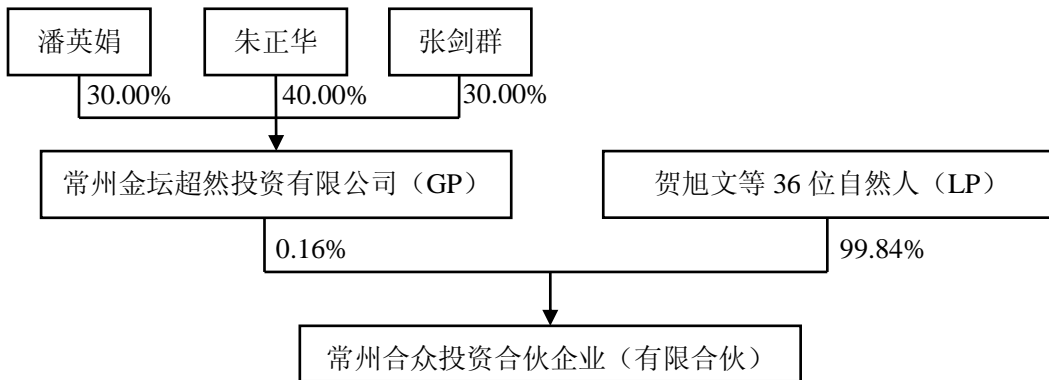 潘英娟
朱正华
张剑群
30.00%
40.00%
30.00%
常州金坛超然投资有限公司（GP）
贺旭文等 36 位自然人（LP）
0.16%
99.84%
常州合众投资合伙企业（有限合伙）